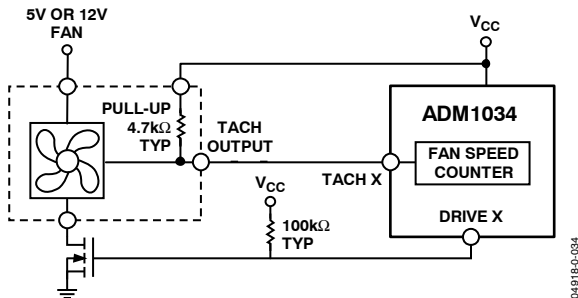 5V OR 12V
FAN
VCC
PULL-UP
4.7kΩ
TYP
TACH
OUTPUT
ADM1034
FAN SPEED
COUNTER
TACH X
VCC
100kΩ
TYP
DRIVE X
04918-0-034